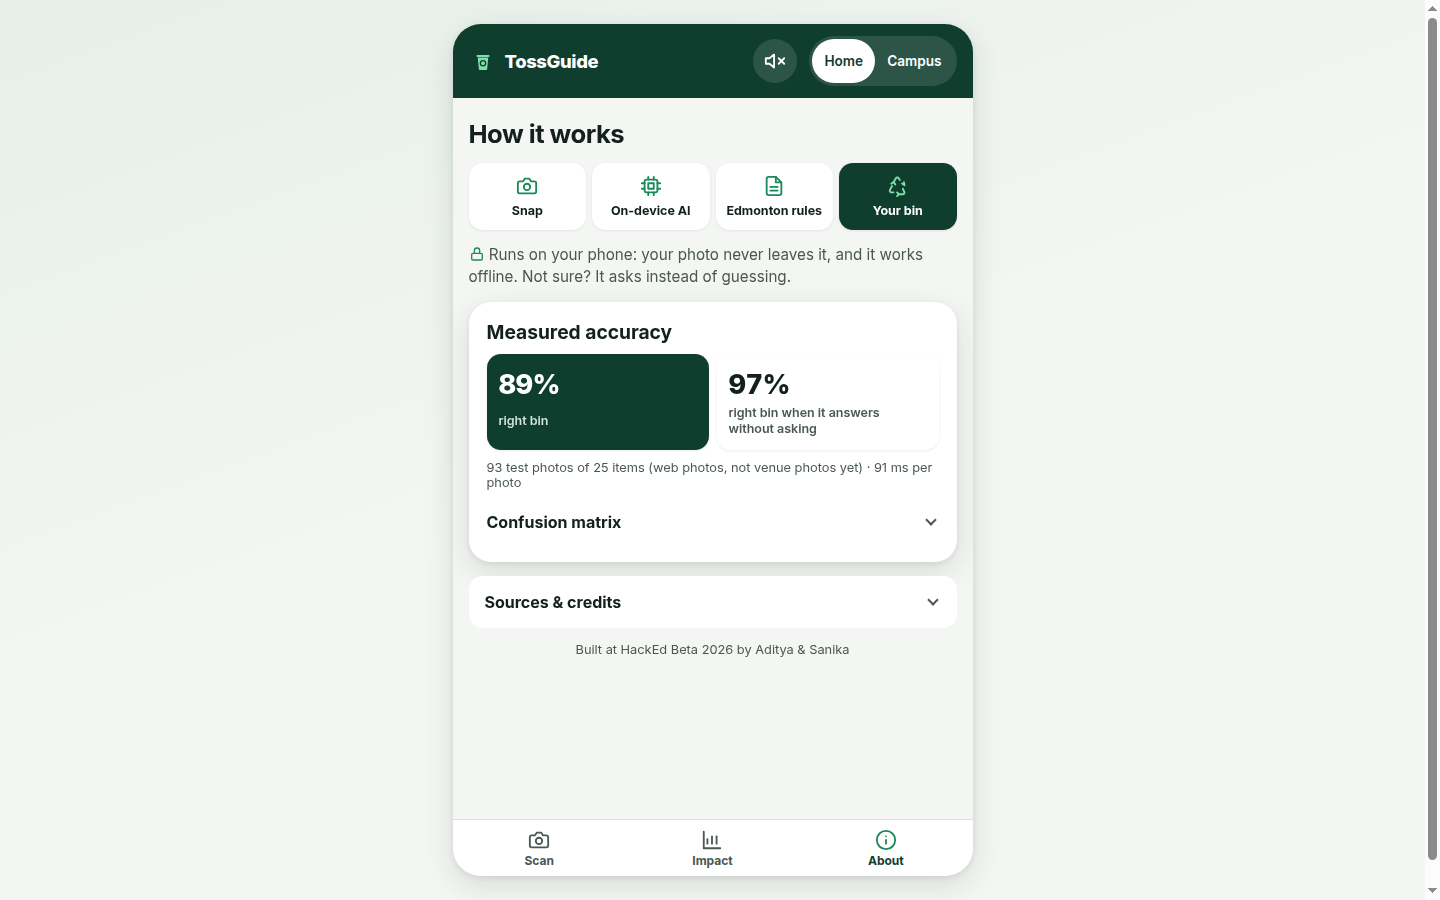 TossGuide
Home
Campus
How it works
Snap
On-device AI
Edmonton rules
Your bin
Runs on your phone: your photo never leaves it, and it works
offline. Not sure? It asks instead of guessing.
Measured accuracy
89%
right bin
97%
right bin when it answers
without asking
93 test photos of 25 items (web photos, not venue photos yet) · 91 ms per
photo
Confusion matrix
Sources & credits
Built at HackEd Beta 2026 by Aditya & Sanika
Scan
Impact
About